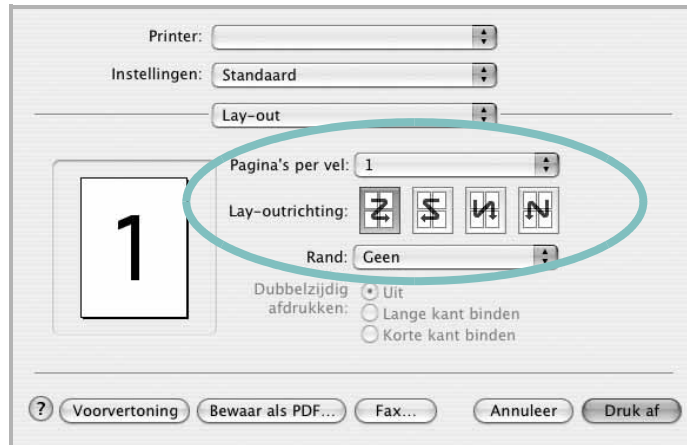 Printer:
Instellingen: Standaard
Lay-out
Pagina's per vel: 1
1
Lay-outrichting:
Rand: Geen
Dubbelzijdig afdrukken: Uit
Lange kant binden
Korte kant binden
? Voorvertoning Bewaar als PDF... Fax... Annuleer Druk af